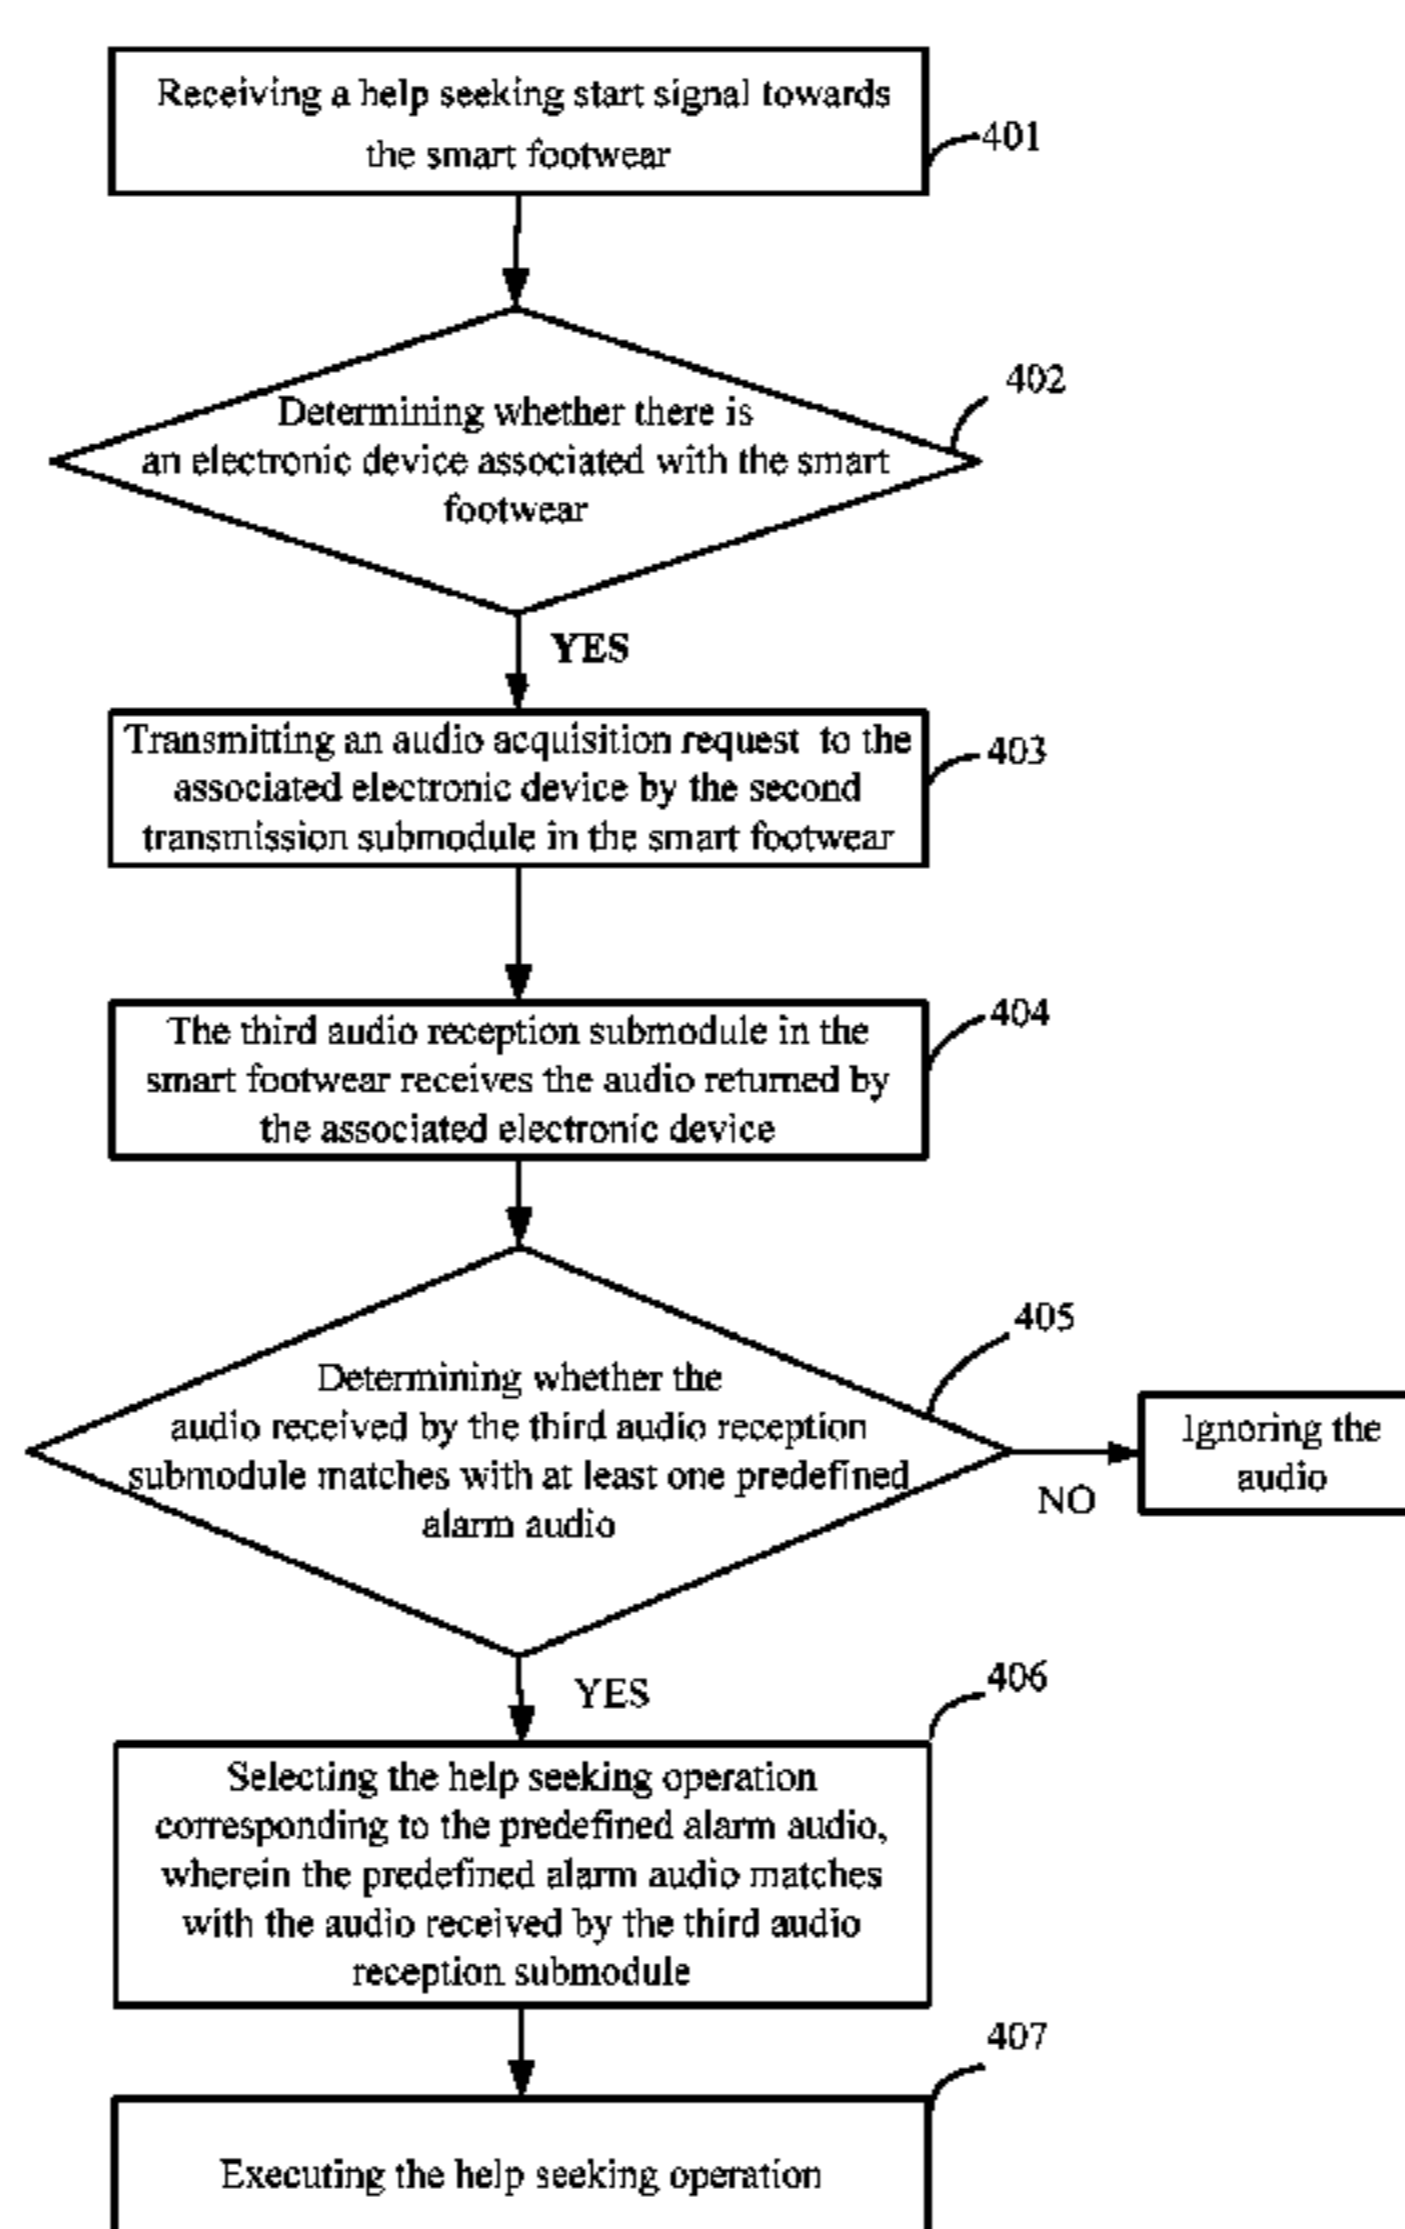 Receiving a help seeking start signal towards
the smart footwear
401
402
Determining whether there is
an electronic device associated with the smart
footwear
YES
Transmitting an audio acquisition request to the
associated electronic device by the second
transmission submodule in the smart footwear
403
The third audio reception submodule in the
smart footwear receives the audio returned by
the associated electronic device
404
405
Determining whether the
audio received by the third audio reception
submodule matches with at least one predefined
alarm audio
NO
Ignoring the
audio
YES
406
Selecting the help seeking operation
corresponding to the predefined alarm audio,
wherein the predefined alarm audio matches
with the audio received by the third audio
reception submodule
407
Executing the help seeking operation